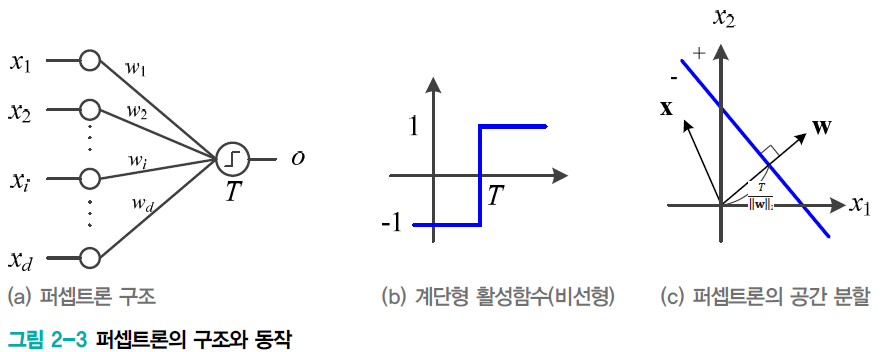 x1
w1
x2
w2
xi
wi
xd
wd
T
o
(a) 퍼셉트론 구조
1
T
-1
(b) 계단형 활성함수(비선형)
x2
+
-
x
w
T
‖w‖2
x1
(c) 퍼셉트론의 공간 분할
그림 2-3 퍼셉트론의 구조와 동작